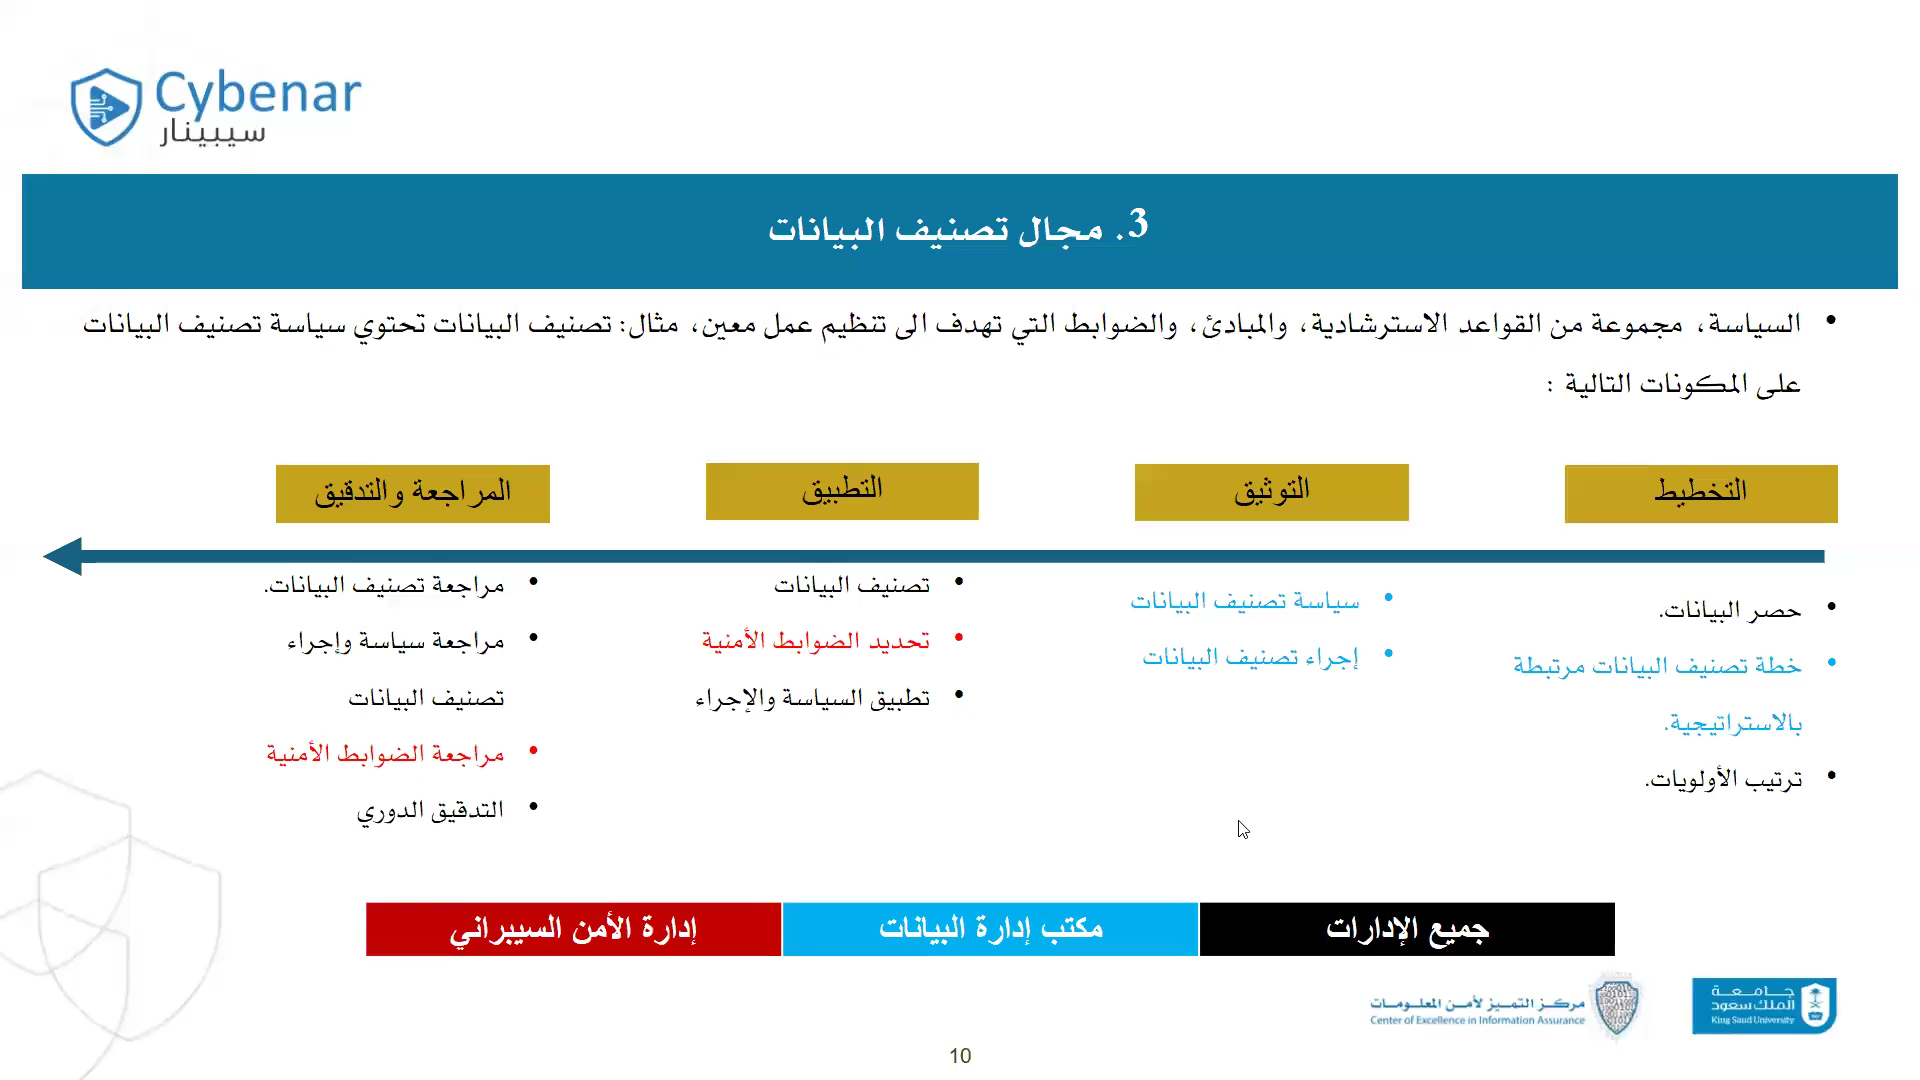 Cybenar
سيبينار
3. مجال تصنيف البيانات
• السياسة، مجموعة من القواعد الاسترشادية، والمبادئ، والضوابط التي تهدف الى تنظيم عمل معين، مثال: تصنيف البيانات تحتوي سياسة تصنيف البيانات
على المكونات التالية :
التخطيط
• حصر البيانات.
• خطة تصنيف البيانات مرتبطة
بالاستراتيجية.
• ترتيب الأولويات.
التوثيق
• سياسة تصنيف البيانات
• إجراء تصنيف البيانات
التطبيق
• تصنيف البيانات
• تحديد الضوابط الأمنية
• تطبيق السياسة والإجراء
المراجعة والتدقيق
• مراجعة تصنيف البيانات.
• مراجعة سياسة وإجراء
تصنيف البيانات
• مراجعة الضوابط الأمنية
• التدقيق الدوري
جميع الإدارات
مكتب إدارة البيانات
إدارة الأمن السيبراني
مركز التميز لأمن المعلومات
Center of Excellence in Information Assurance
جامعة
الملك سعود
King Saud University
10